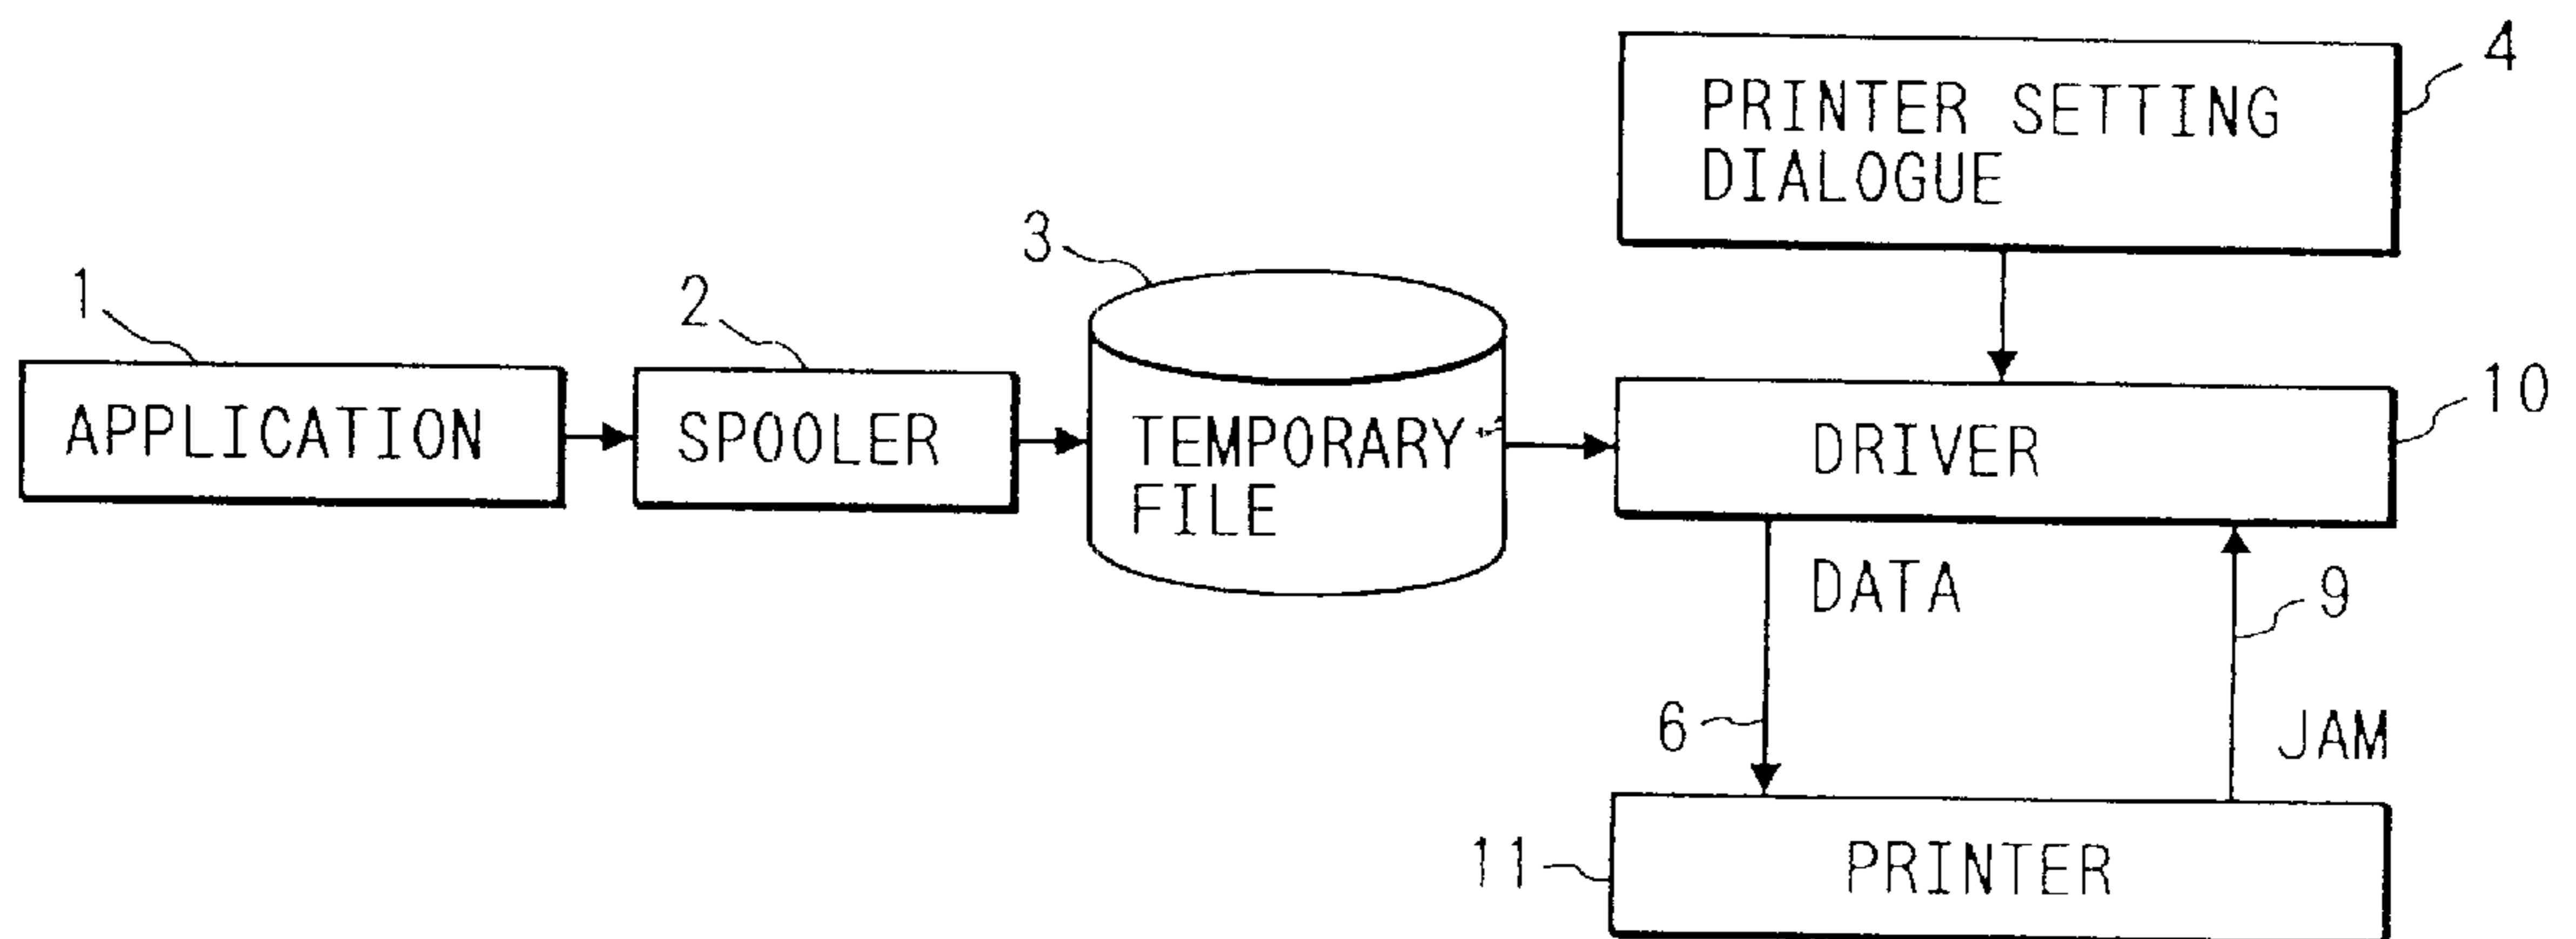 4
PRINTER SETTING
DIALOGUE
3
1
2
10
APPLICATION
SPOOLER
TEMPORARY
FILE
DRIVER
DATA
9
6
JAM
11
PRINTER